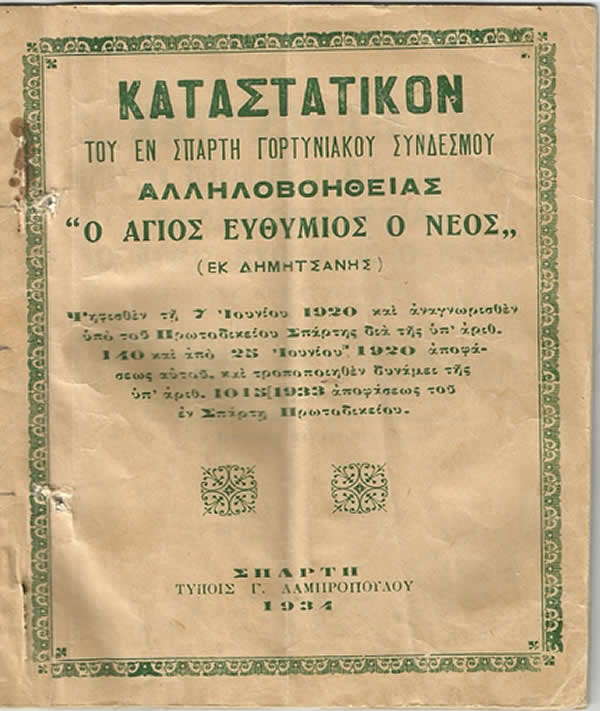 ΚΑΤΑΣΤΑΤΙΚΟΝ
ΤΟΥ ΕΝ ΣΠΑΡΤΗ ΓΟΡΤΥΝΙΑΚΟΥ ΣΥΝΔΕΣΜΟΥ
ΑΛΛΗΛΟΒΟΗΘΕΙΑΣ
“Ο ΑΓΙΟΣ ΕΥΘΥΜΙΟΣ Ο ΝΕΟΣ„
(ΕΚ ΔΗΜΗΤΣΑΝΗΣ)
Ψηφισθὲν τῇ 7 Ἰουνίου 1920 καὶ ἀναγνωρισθὲν
ὑπὸ τοῦ Πρωτοδικείου Σπάρτης διὰ τῆς ὑπ' ἀριθ.
140 καὶ ἀπὸ 25 Ἰουνίου" 1920 ἀποφά-
σεως αὐτοῦ. καὶ τροποποιηθὲν δυνάμει τῆς
ὑπ' ἀριθ. 1015[1933 ἀποφάσεως τοῦ
ἐν Σπάρτῃ Πρωτοδικείου.
ΣΠΑΡΤΗ
ΤΥΠΟΙΣ Γ. ΛΑΜΠΡΟΠΟΥΛΟΥ
1934